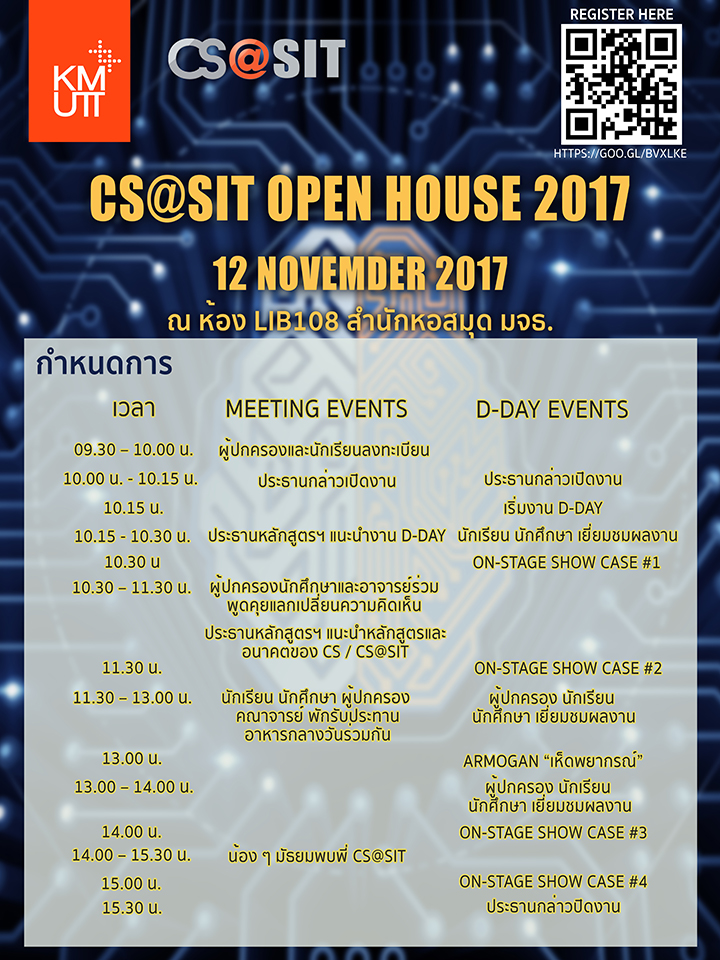 REGISTER HERE
KM
UTT
CS@SIT
HTTPS://GOO.GL/BVXLKE
CS@SIT OPEN HOUSE 2017
12 NOVEMDER 2017
ณ ห้อง LIB108 สำนักหอสมุด มจธ.
กำหนดการ
เวลา MEETING EVENTS D-DAY EVENTS
09.30 – 10.00 น. ผู้ปกครองและนักเรียนลงทะเบียน
10.00 น. - 10.15 น. ประธานกล่าวเปิดงาน ประธานกล่าวเปิดงาน
10.15 น. เริ่มงาน D-DAY
10.15 - 10.30 น. ประธานหลักสูตรฯ แนะนำงาน D-DAY นักเรียน นักศึกษา เยี่ยมชมผลงาน
10.30 น ON-STAGE SHOW CASE #1
10.30 – 11.30 น. ผู้ปกครองนักศึกษาและอาจารย์ร่วม
พูดคุยแลกเปลี่ยนความคิดเห็น
ประธานหลักสูตรฯ แนะนำหลักสูตรและ
อนาคตของ CS / CS@SIT
11.30 น. ON-STAGE SHOW CASE #2
11.30 – 13.00 น. นักเรียน นักศึกษา ผู้ปกครอง ผู้ปกครอง นักเรียน
คณาจารย์ พักรับประทาน นักศึกษา เยี่ยมชมผลงาน
อาหารกลางวันร่วมกัน
13.00 น. ARMOGAN “เห็ดพยากรณ์”
13.00 – 14.00 น. ผู้ปกครอง นักเรียน
นักศึกษา เยี่ยมชมผลงาน
14.00 น. ON-STAGE SHOW CASE #3
14.00 – 15.30 น. น้อง ๆ มัธยมพบพี่ CS@SIT
15.00 น. ON-STAGE SHOW CASE #4
15.30 น. ประธานกล่าวปิดงาน